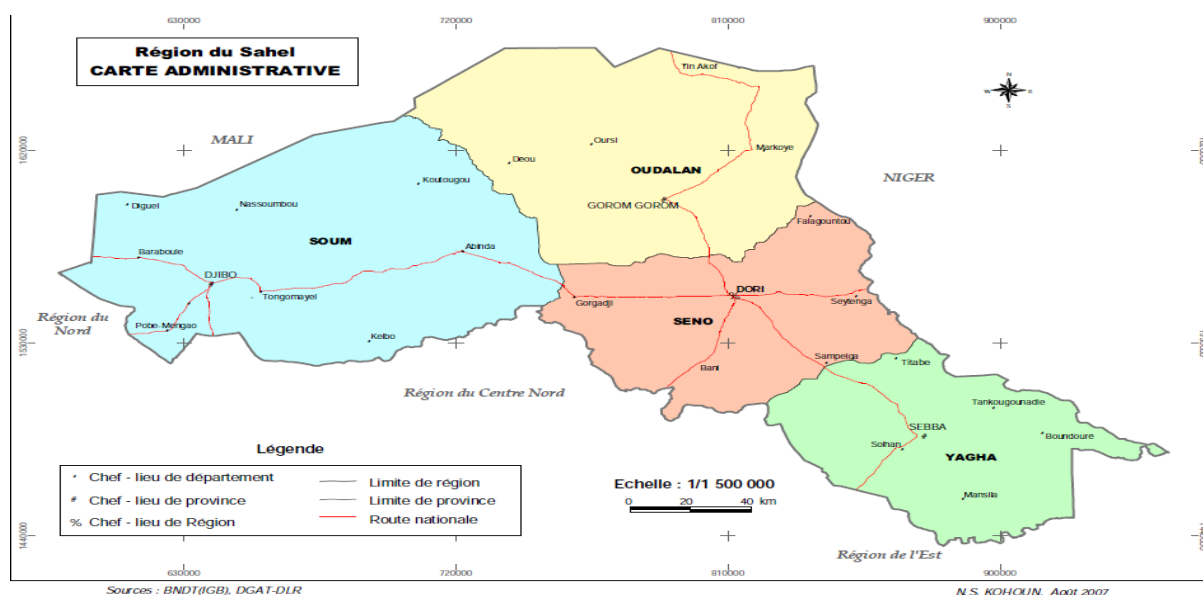 630000 720000 810000 900000
Région du Sahel
CARTE ADMINISTRATIVE
N
W E
S
Tin Akof
MALI
1620000
Oursi
Markoye
1620000
Deou
OUDALAN
Koutougou
NIGER
Diguel
Nassoumbou
GOROM GOROM
Falagountou
SOUM
Abinda
Baraboule
DJIBO
DORI
Tongomayel
Gorgadji
Seytenga
Région du
Nord
Pobe-Mengao
SENO
1530000
Kelbo
1530000
Sampelga
Titabe
Bani
Région du Centre Nord
Tankougounadie
SEBBA
Boundoure
Solhan
YAGHA
Légende
Chef - lieu de département
Limite de région
Chef - lieu de province
Limite de province
Chef - lieu de Région
Route nationale
Echelle : 1/1 500 000
0 20 40 km
Mansila
1440000
1440000
Région de l'Est
630000 720000 810000 900000
Sources : BNDT(IGB), DGAT-DLR
N.S. KOHOUN, Août 2007